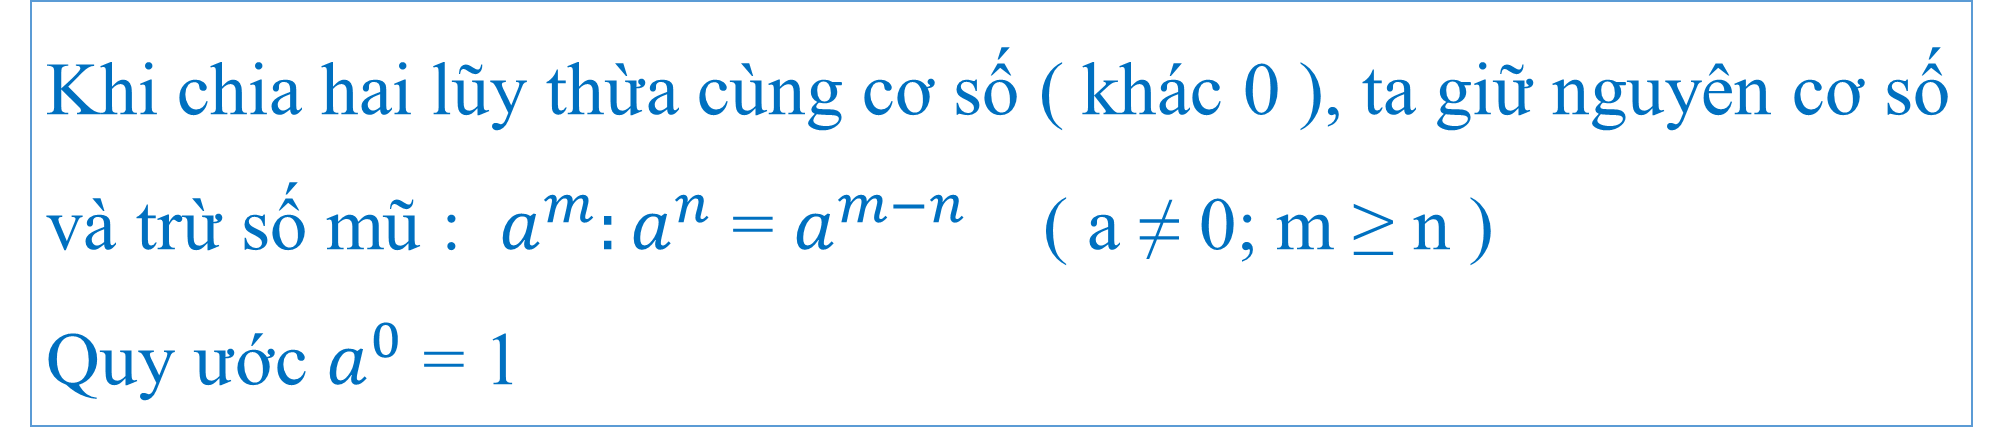 Khi chia hai lũy thừa cùng cơ số ( khác 0 ), ta giữ nguyên cơ số
và trừ số mũ : $a^m : a^n = a^{m-n}$ ( a ≠ 0; m ≥ n )
Quy ước $a^0 = 1$